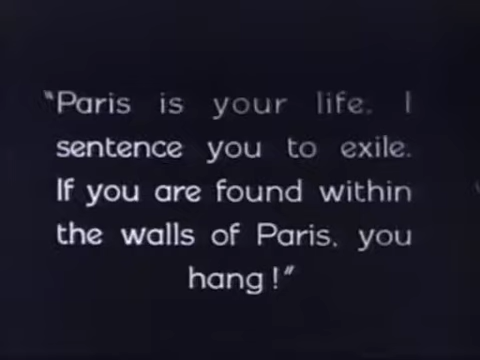 "Paris is your life. I
sentence you to exile.
If you are found within
the walls of Paris, you
hang!"